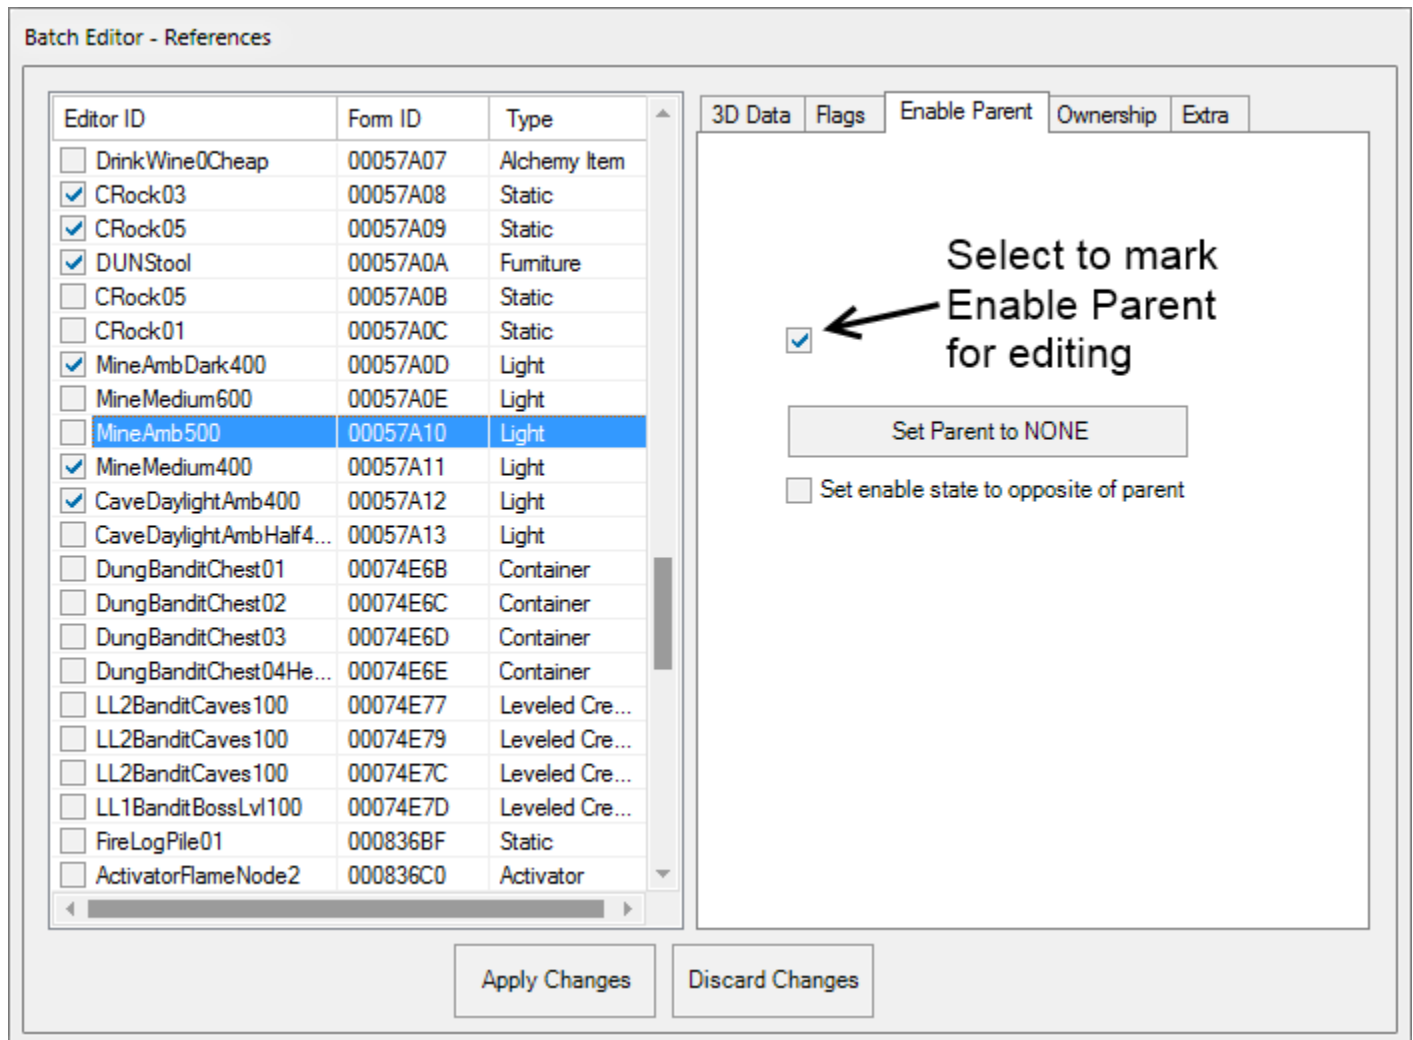 Batch Editor - References
Editor ID Form ID Type
DrinkWine0Cheap 00057A07 Alchemy Item
CRock03 00057A08 Static
CRock05 00057A09 Static
DUNStool 00057A0A Furniture
CRock05 00057A0B Static
CRock01 00057A0C Static
MineAmbDark400 00057A0D Light
MineMedium600 00057A0E Light
MineAmb500 00057A10 Light
MineMedium400 00057A11 Light
CaveDaylightAmb400 00057A12 Light
CaveDaylightAmbHalf4... 00057A13 Light
DungBanditChest01 00074E6B Container
DungBanditChest02 00074E6C Container
DungBanditChest03 00074E6D Container
DungBanditChest04He... 00074E6E Container
LL2BanditCaves100 00074E77 Leveled Cre...
LL2BanditCaves100 00074E79 Leveled Cre...
LL2BanditCaves100 00074E7C Leveled Cre...
LL1BanditBossLvl100 00074E7D Leveled Cre...
FireLogPile01 000836BF Static
ActivatorFlameNode2 000836C0 Activator
3D Data Flags Enable Parent Ownership Extra
Select to mark
Enable Parent
for editing
Set Parent to NONE
Set enable state to opposite of parent
Apply Changes Discard Changes